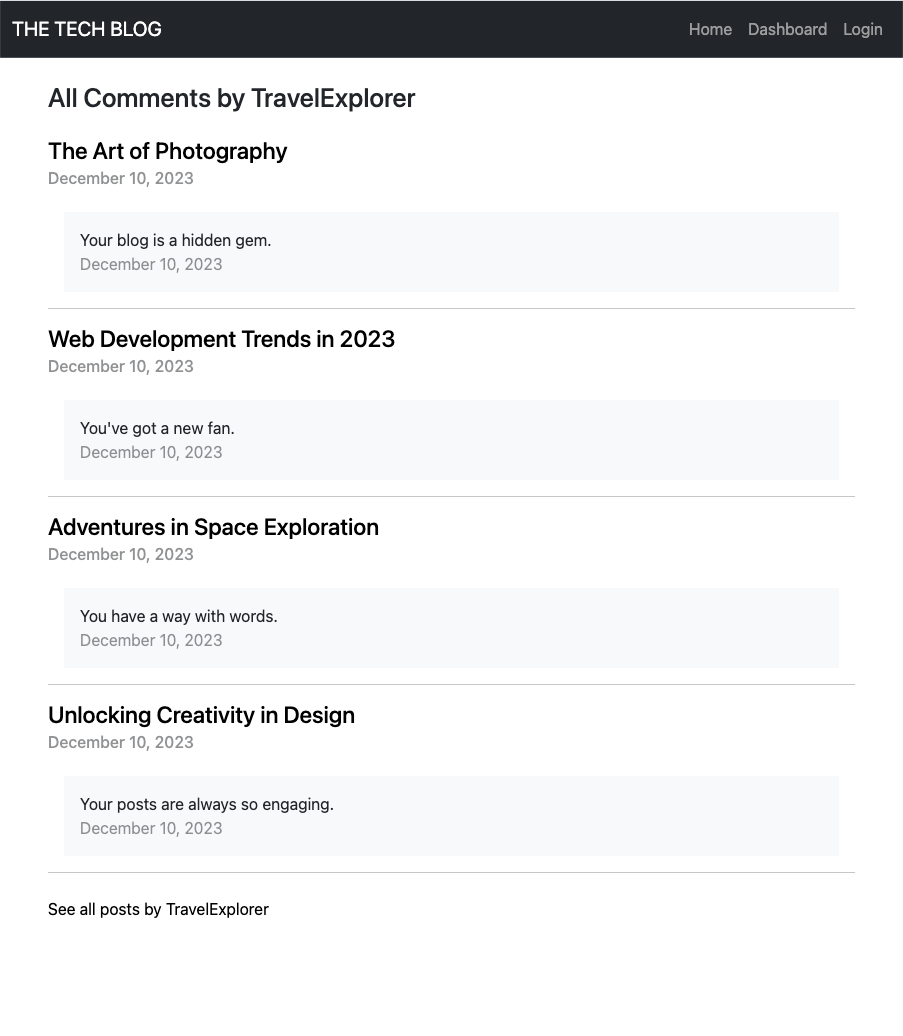 THE TECH BLOG
Home Dashboard Login
All Comments by TravelExplorer
The Art of Photography
December 10, 2023
Your blog is a hidden gem.
December 10, 2023
Web Development Trends in 2023
December 10, 2023
You've got a new fan.
December 10, 2023
Adventures in Space Exploration
December 10, 2023
You have a way with words.
December 10, 2023
Unlocking Creativity in Design
December 10, 2023
Your posts are always so engaging.
December 10, 2023
See all posts by TravelExplorer